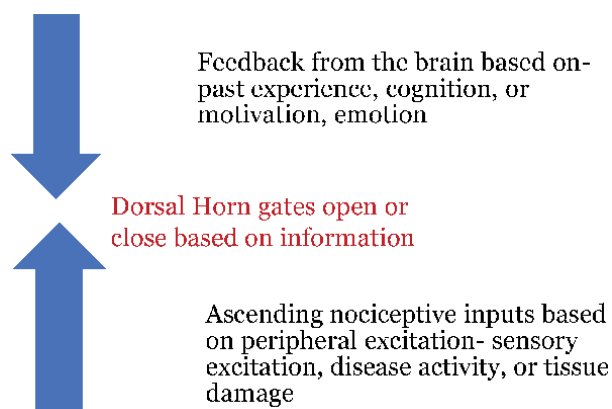 Feedback from the brain based on-
past experience, cognition, or
motivation, emotion
Dorsal Horn gates open or
close based on information
Ascending nociceptive inputs based
on peripheral excitation- sensory
excitation, disease activity, or tissue
damage